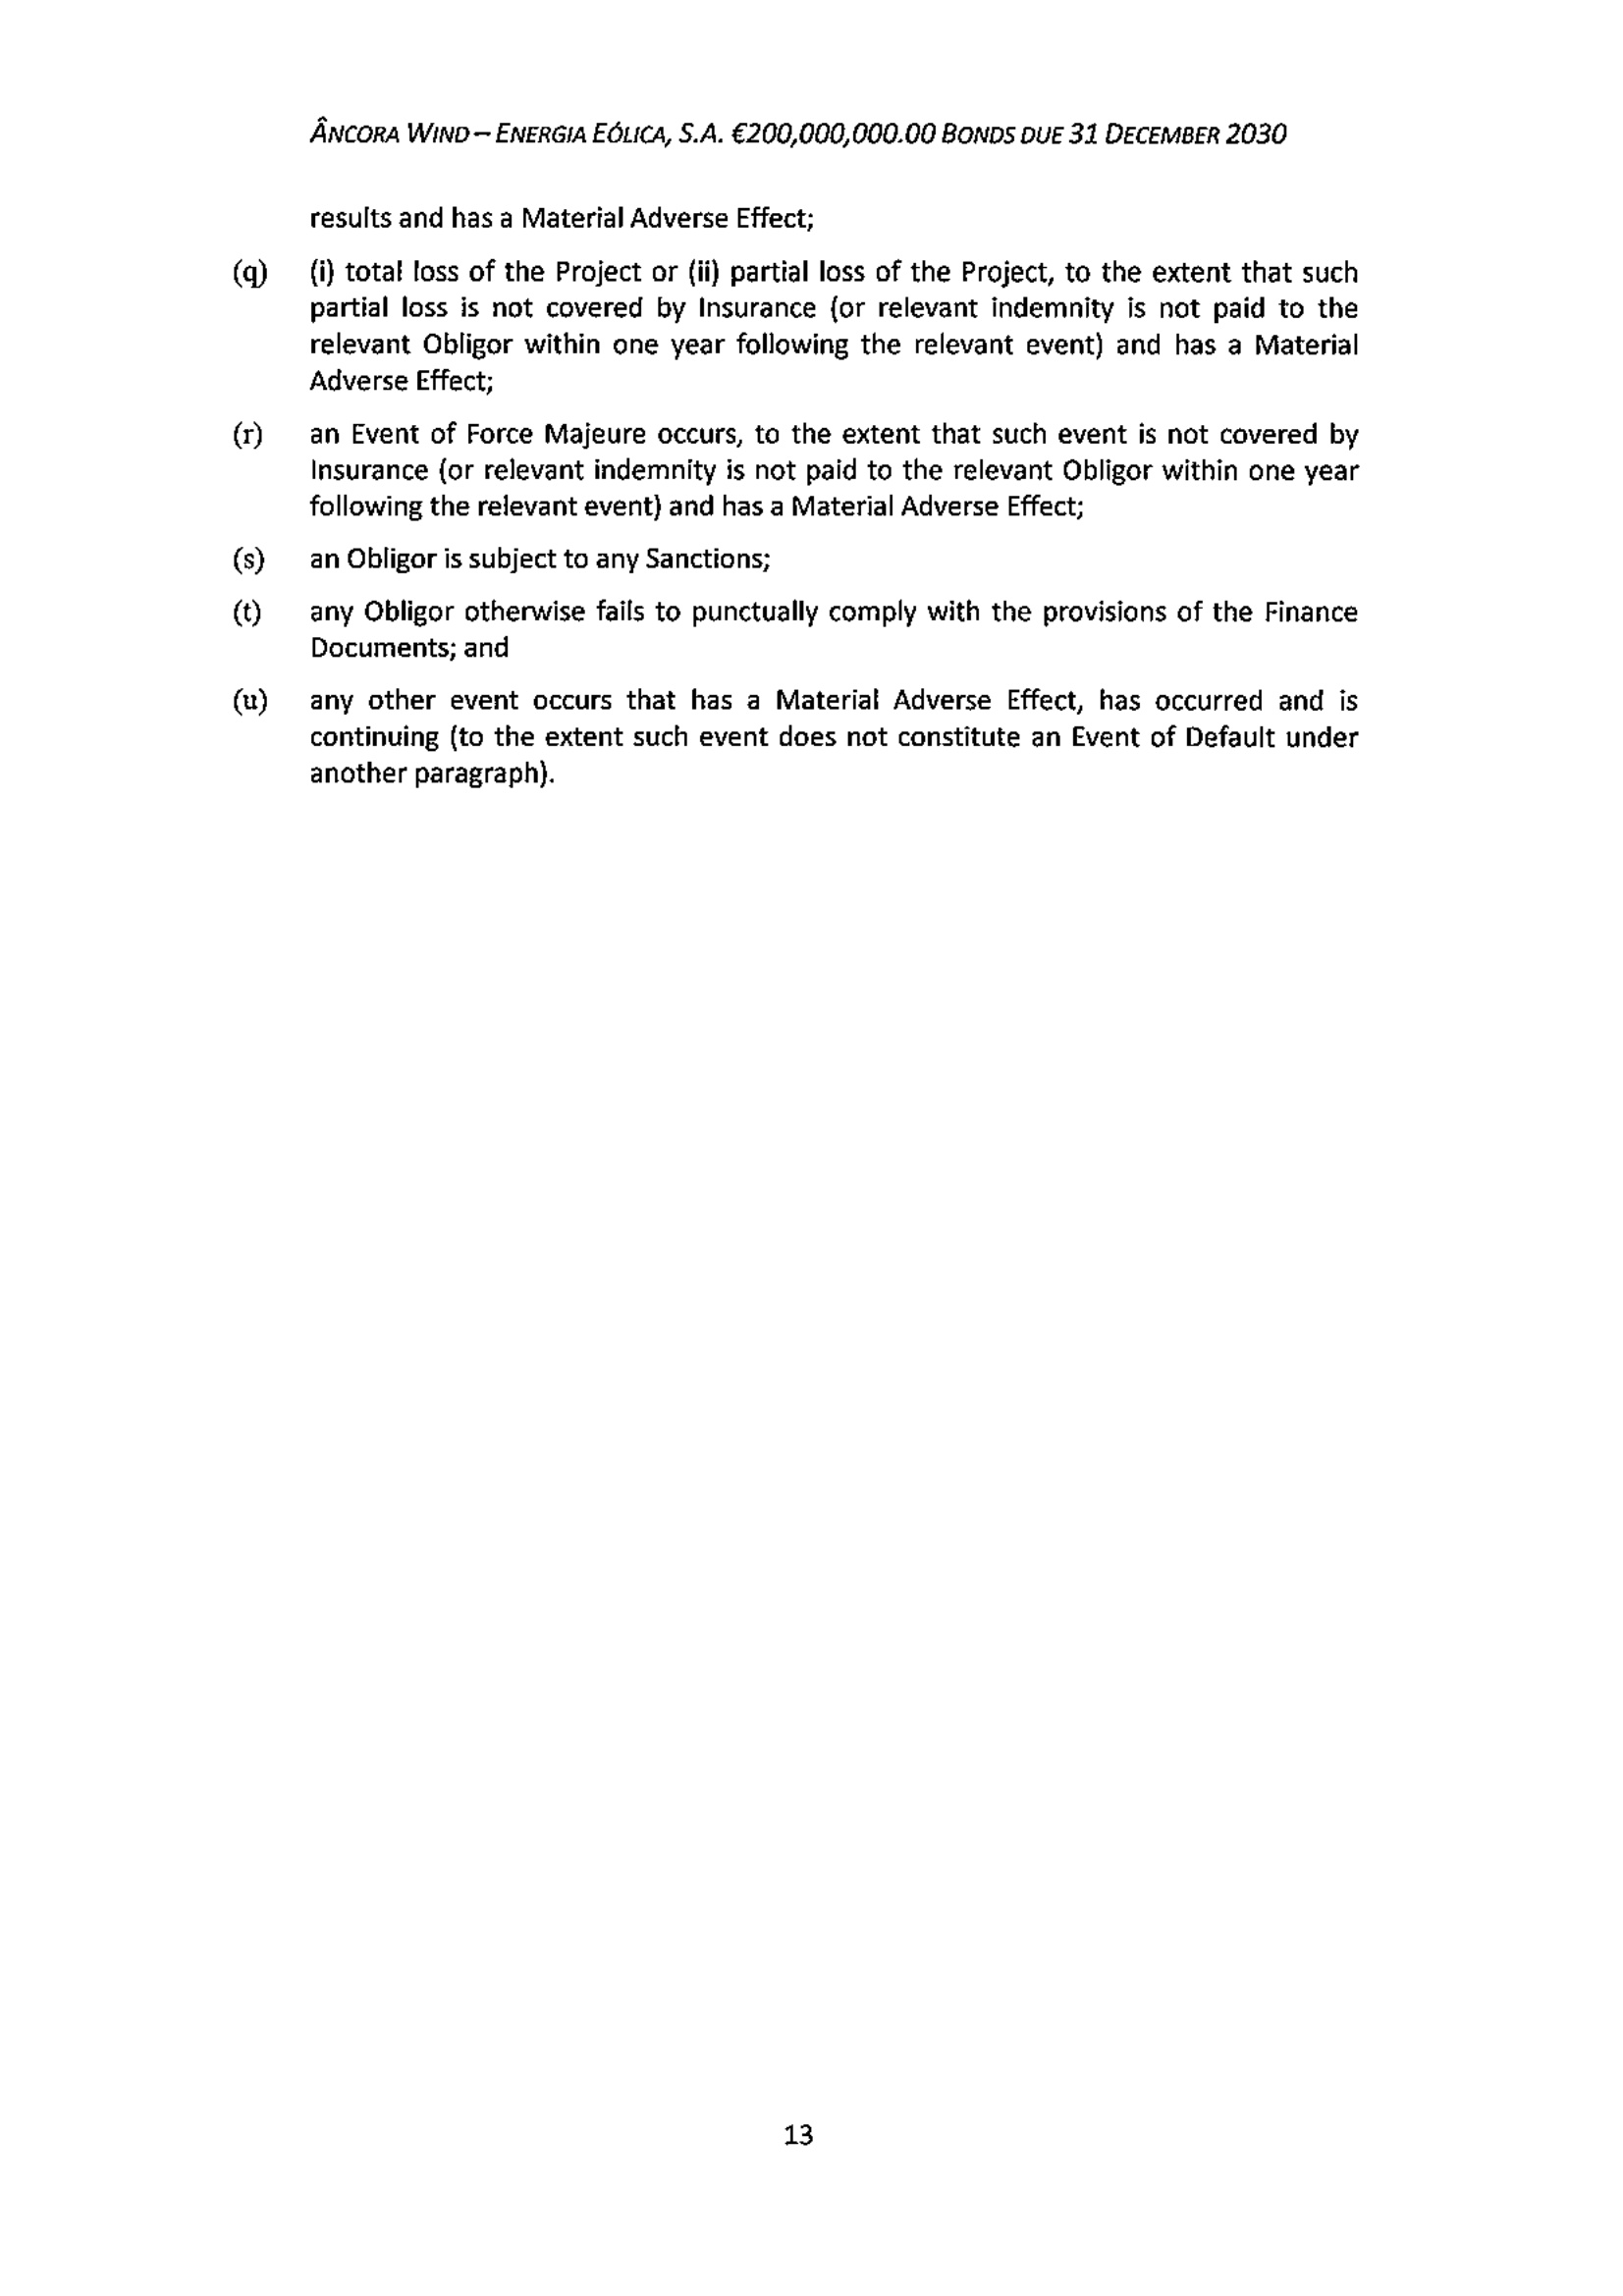 ÂNCORA WIND – ENERGIA EÓLICA, S.A. €200,000,000.00 BONDS DUE 31 DECEMBER 2030
results and has a Material Adverse Effect;
(q) (i) total loss of the Project or (ii) partial loss of the Project, to the extent that such
partial loss is not covered by Insurance (or relevant indemnity is not paid to the
relevant Obligor within one year following the relevant event) and has a Material
Adverse Effect;
(r) an Event of Force Majeure occurs, to the extent that such event is not covered by
Insurance (or relevant indemnity is not paid to the relevant Obligor within one year
following the relevant event) and has a Material Adverse Effect;
(s) an Obligor is subject to any Sanctions;
(t) any Obligor otherwise fails to punctually comply with the provisions of the Finance
Documents; and
(u) any other event occurs that has a Material Adverse Effect, has occurred and is
continuing (to the extent such event does not constitute an Event of Default under
another paragraph).
13